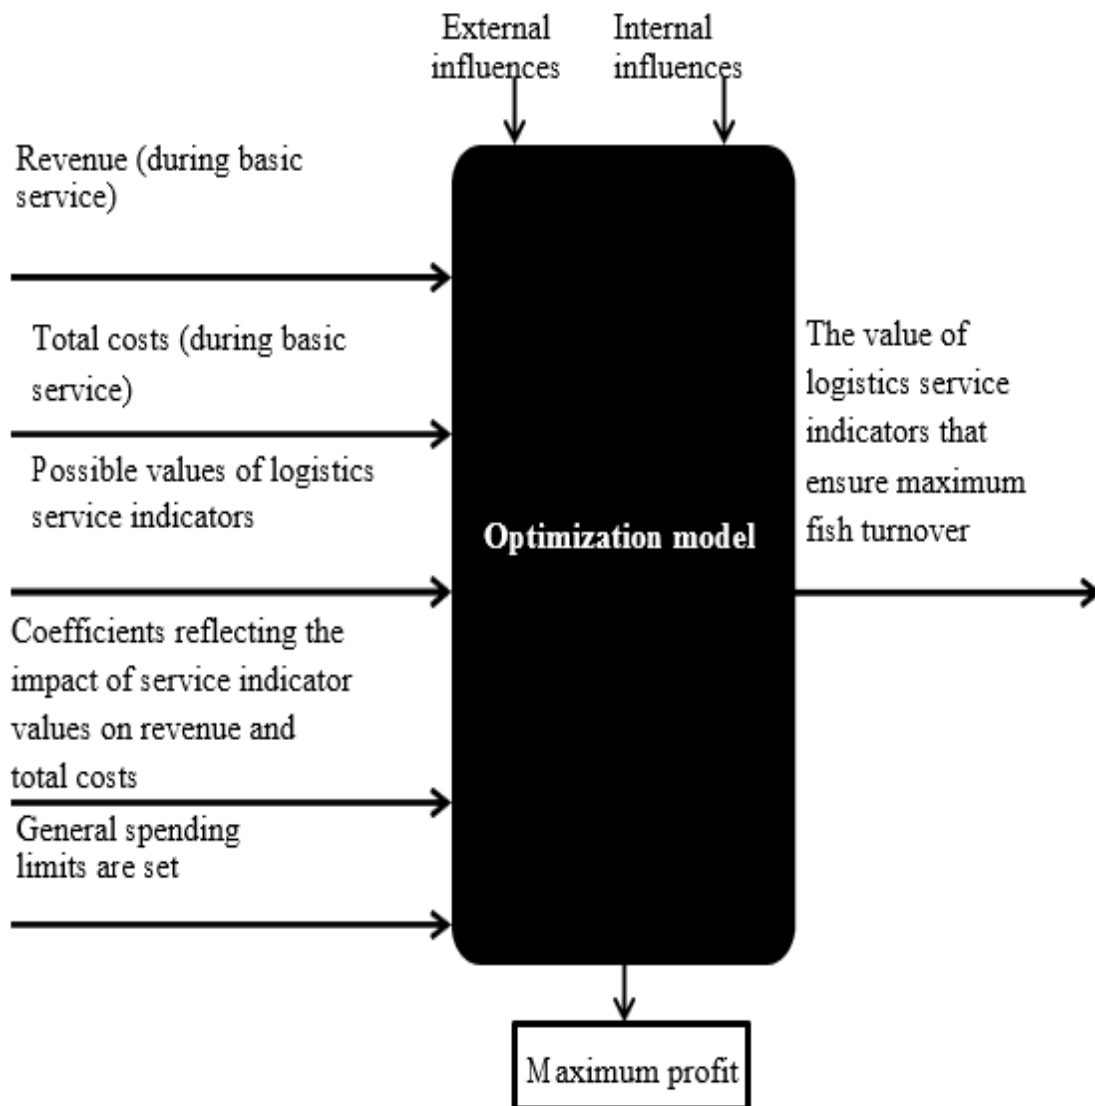 External
influences
Internal
influences
Revenue (during basic
service)
Total costs (during basic
service)
Possible values of logistics
service indicators
Coefficients reflecting the
impact of service indicator
values on revenue and
total costs
General spending
limits are set
Optimization model
The value of
logistics service
indicators that
ensure maximum
fish turnover
Maximum profit